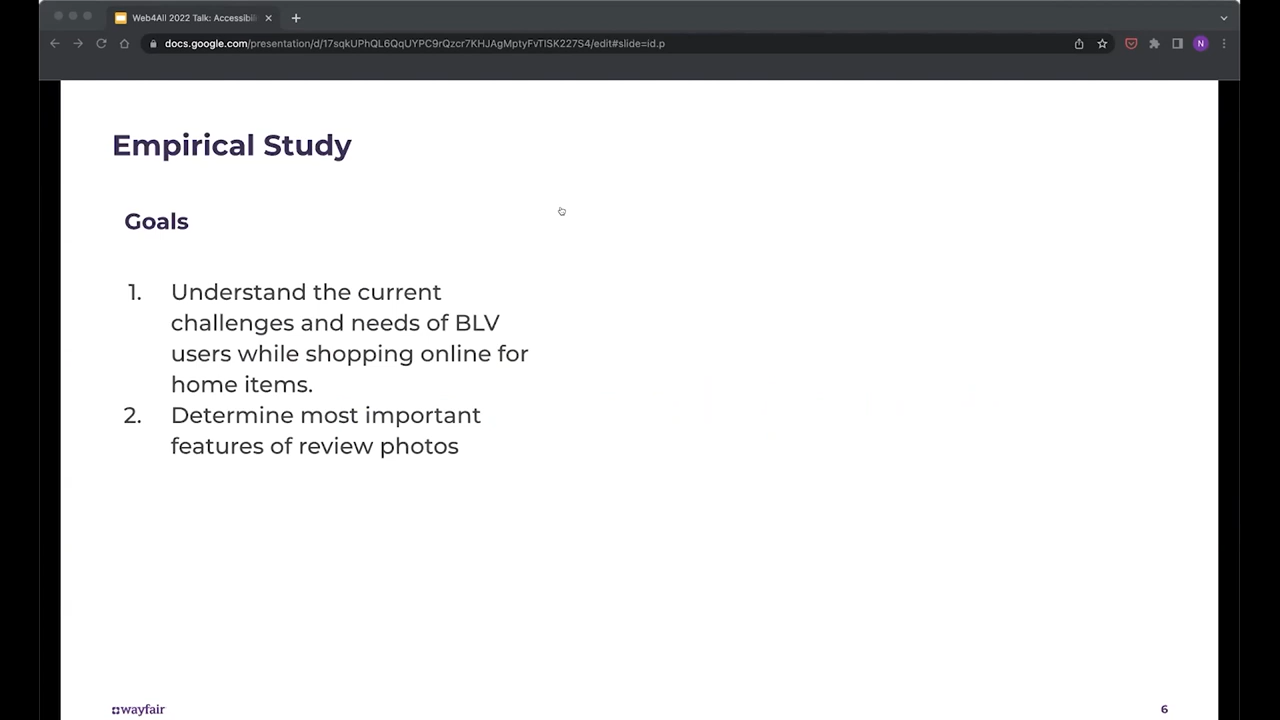 Web4All 2022 Talk: Accessibil
docs.google.com/presentation/d/17sqkUPhQL6QqUYPC9rQzcr7KHJAgMptyFvTlSK227S4/edit#slide=id.p
N
Empirical Study
Goals
1. Understand the current
challenges and needs of BLV
users while shopping online for
home items.
2. Determine most important
features of review photos
wayfair
6